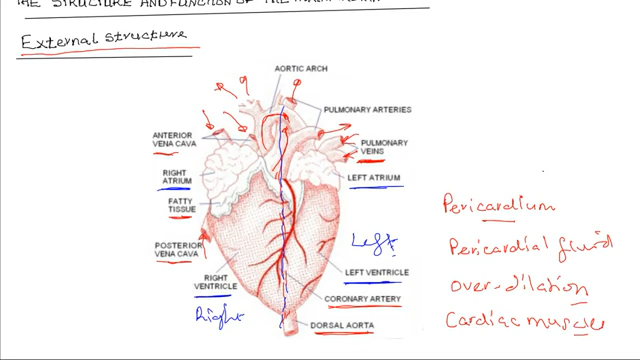 THE STRUCTURE AND FUNCTION OF THE
External structure
AORTIC ARCH
PULMONARY ARTERIES
ANTERIOR
VENA CAVA
PULMONARY
VEINS
RIGHT
ATRIUM
LEFT ATRIUM
FATTY
TISSUE
Pericardium
POSTERIOR
VENA CAVA
Left
Pericardial fluid
RIGHT
VENTRICLE
LEFT
VENTRICLE
Over-dilation
CORONARY ARTERY
Right
DORSAL AORTA
Cardiac muscles